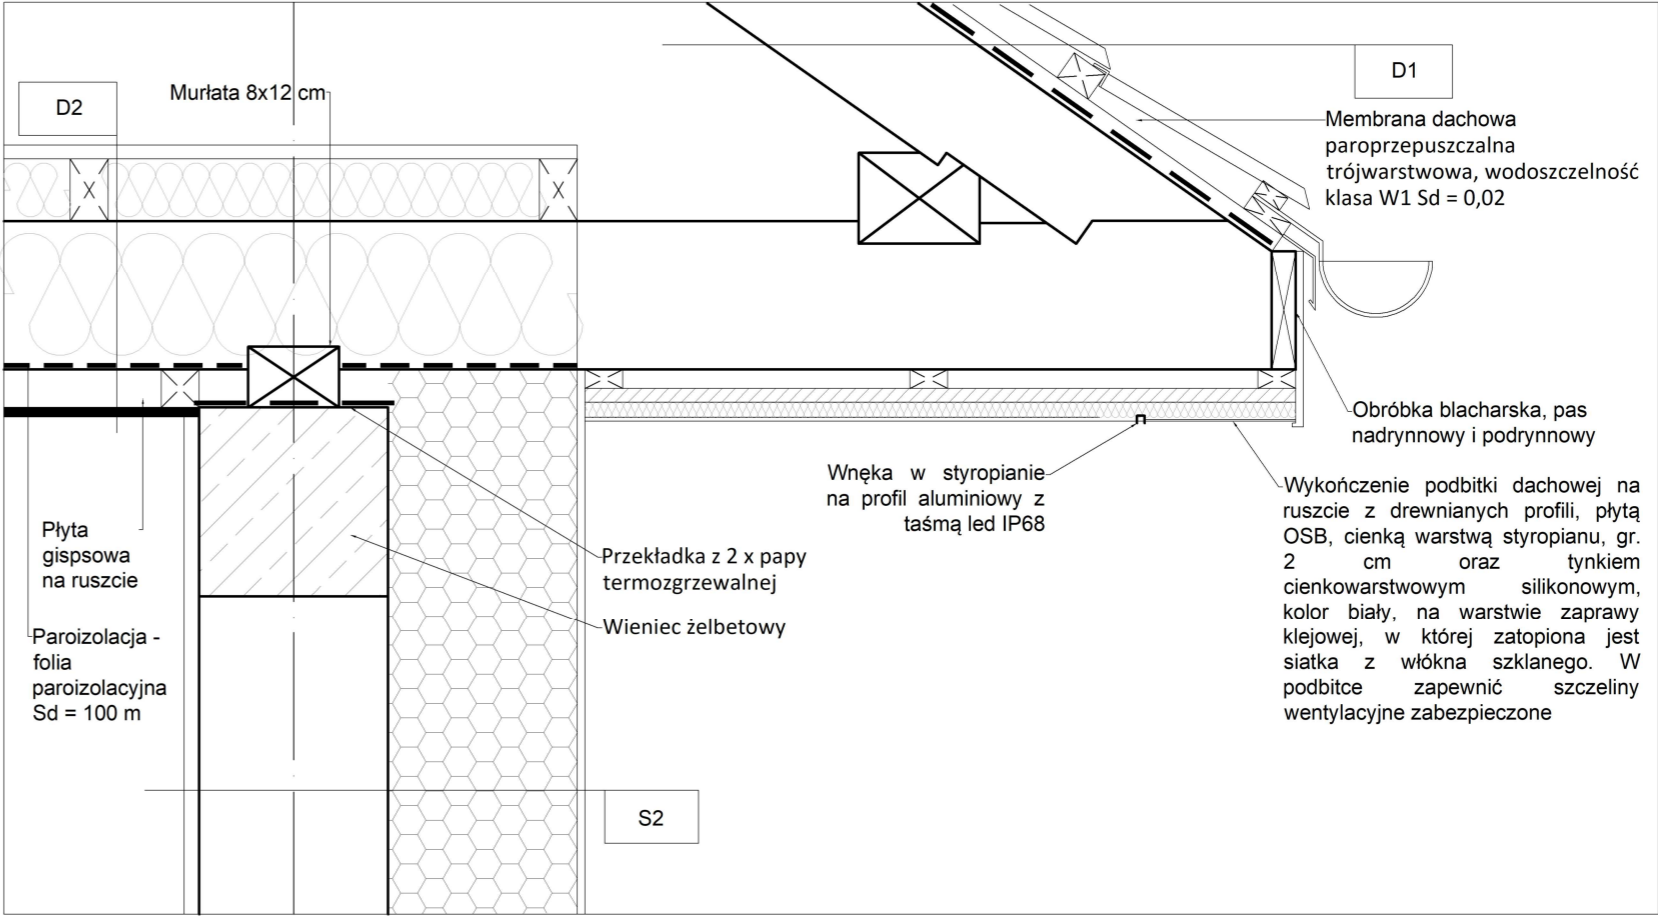 D1
D2
Murłata 8x12 cm
Membrana dachowa
paroprzepuszczalna
trójwarstwowa, wodoszczelność
klasa W1 Sd = 0,02
Obróbka blacharska, pas
nadrynnowy i podrynnowy
Wnęka w styropianie
na profil aluminiowy z
taśmą led IP68
Wykończenie podbitki dachowej na
ruszcie z drewnianych profili, płytą
OSB, cienką warstwą styropianu, gr.
2 cm oraz tynkiem
cienkowarstwowym silikonowym,
kolor biały, na warstwie zaprawy
klejowej, w której zatopiona jest
siatka z włókna szklanego. W
podbitce zapewnić szczeliny
wentylacyjne zabezpieczone
Płyta
gispsowa
na ruszcie
Przekładka z 2 x papy
termozgrzewalnej
Wieniec żelbetowy
Paroizolacja -
folia
paroizolacyjna
Sd = 100 m
S2